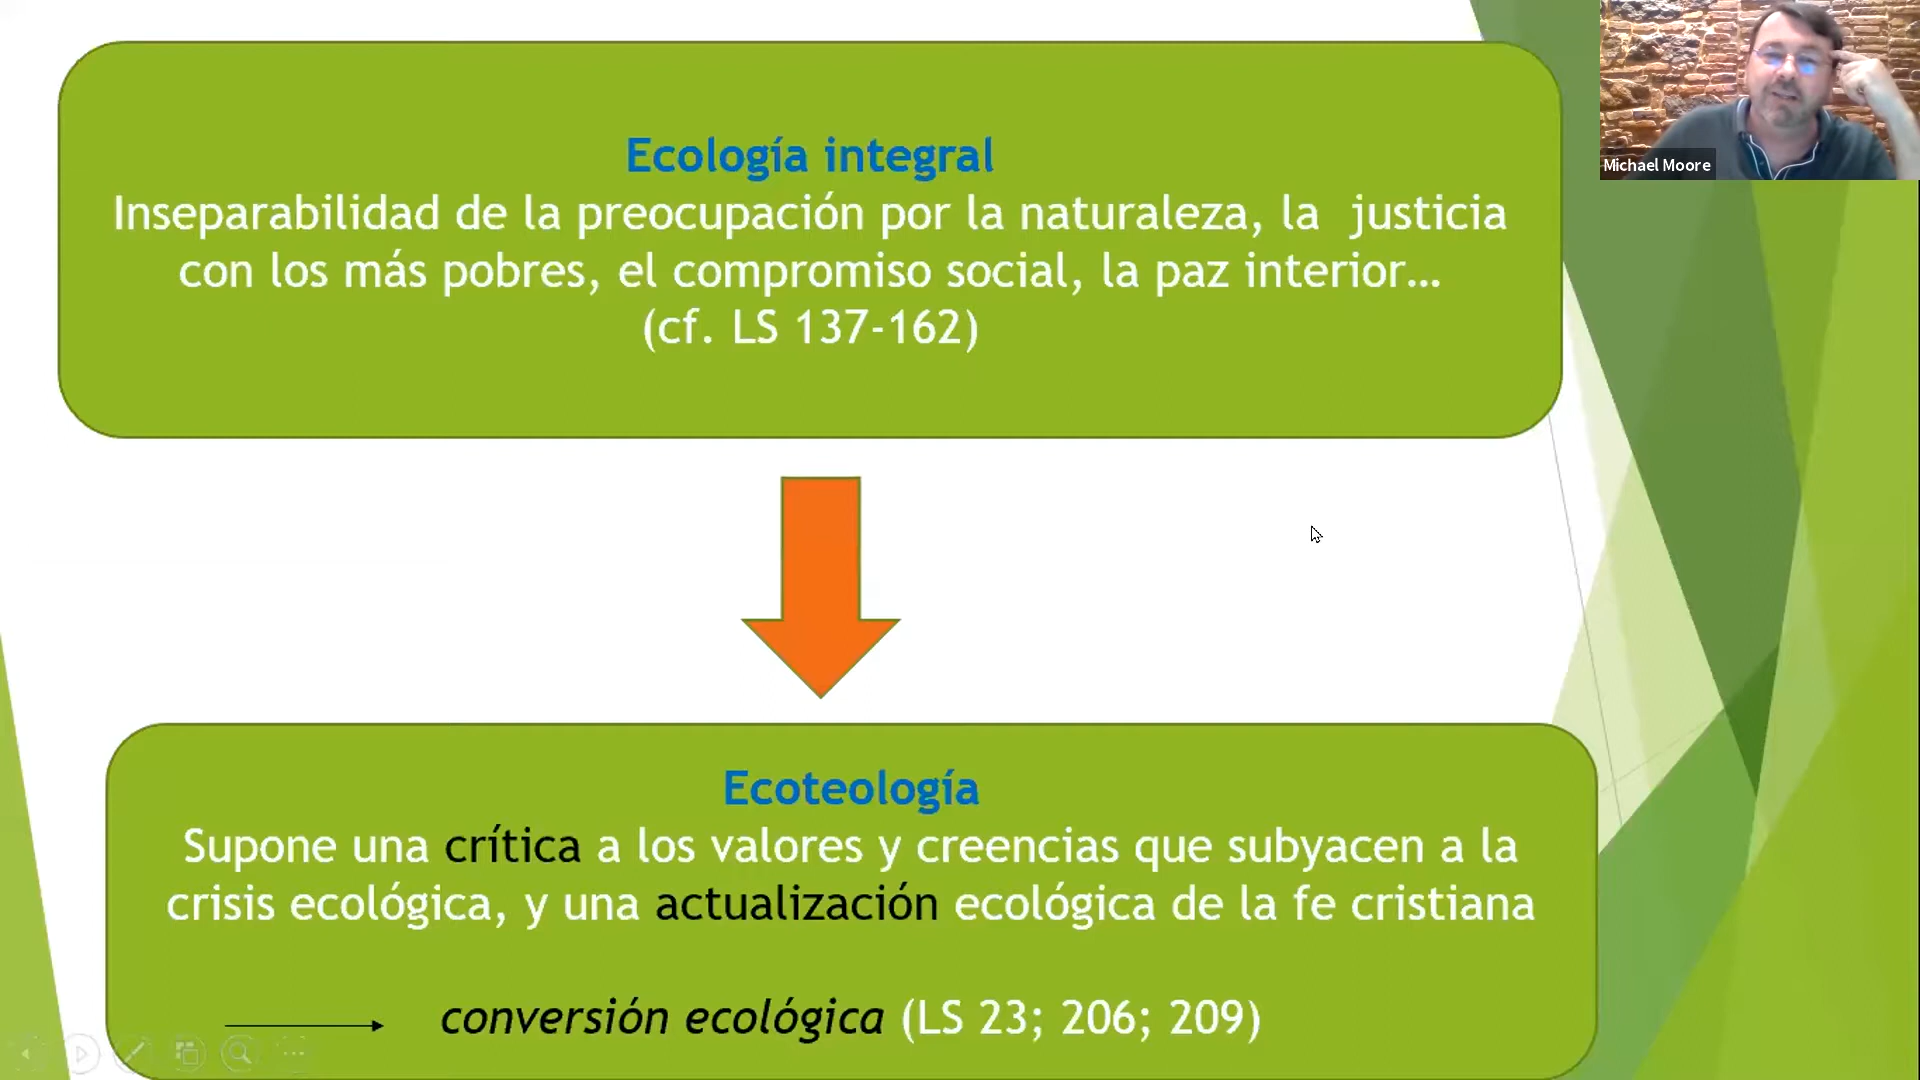 Ecología integral
Inseparabilidad de la preocupación por la naturaleza, la  justicia
con los más pobres, el compromiso social, la paz interior…
(cf. LS 137-162)
Michael Moore
Ecoteología
Supone una crítica a los valores y creencias que subyacen a la
crisis ecológica, y una actualización ecológica de la fe cristiana
conversión ecológica (LS 23; 206; 209)